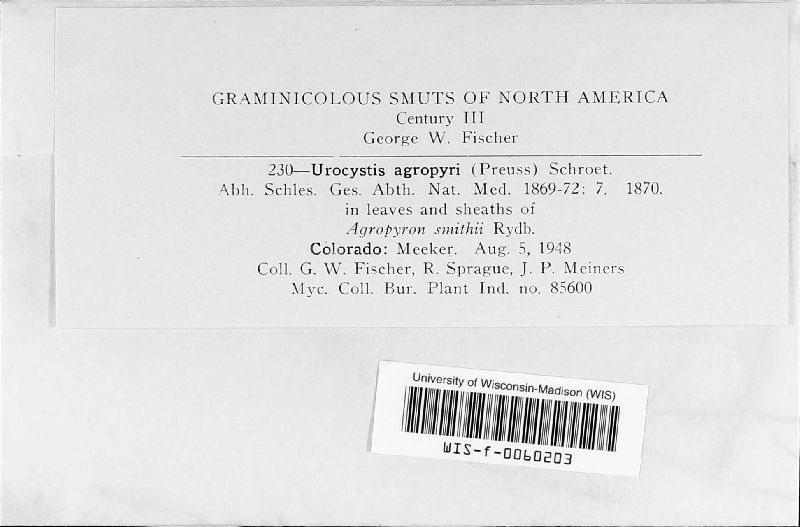 GRAMINICOLOUS SMUTS OF NORTH AMERICA
Century III
George W. Fischer
230—Urocystis agropyri (Preuss) Schroet.
Abh. Schles. Ges. Abth. Nat. Med. 1869-72: 7. 1870.
in leaves and sheaths of
Agropyron smithii Rydb.
Colorado: Meeker. Aug. 5, 1948
Coll. G. W. Fischer, R. Sprague, J. P. Meiners
Myc. Coll. Bur. Plant Ind. no. 85600
University of Wisconsin-Madison (WIS)
WIS-f-0060203